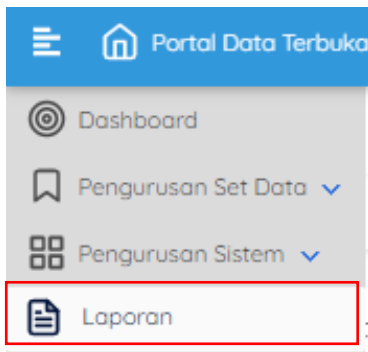 Portal Data Terbuka
Dashboard
Pengurusan Set Data
Pengurusan Sistem
Laporan